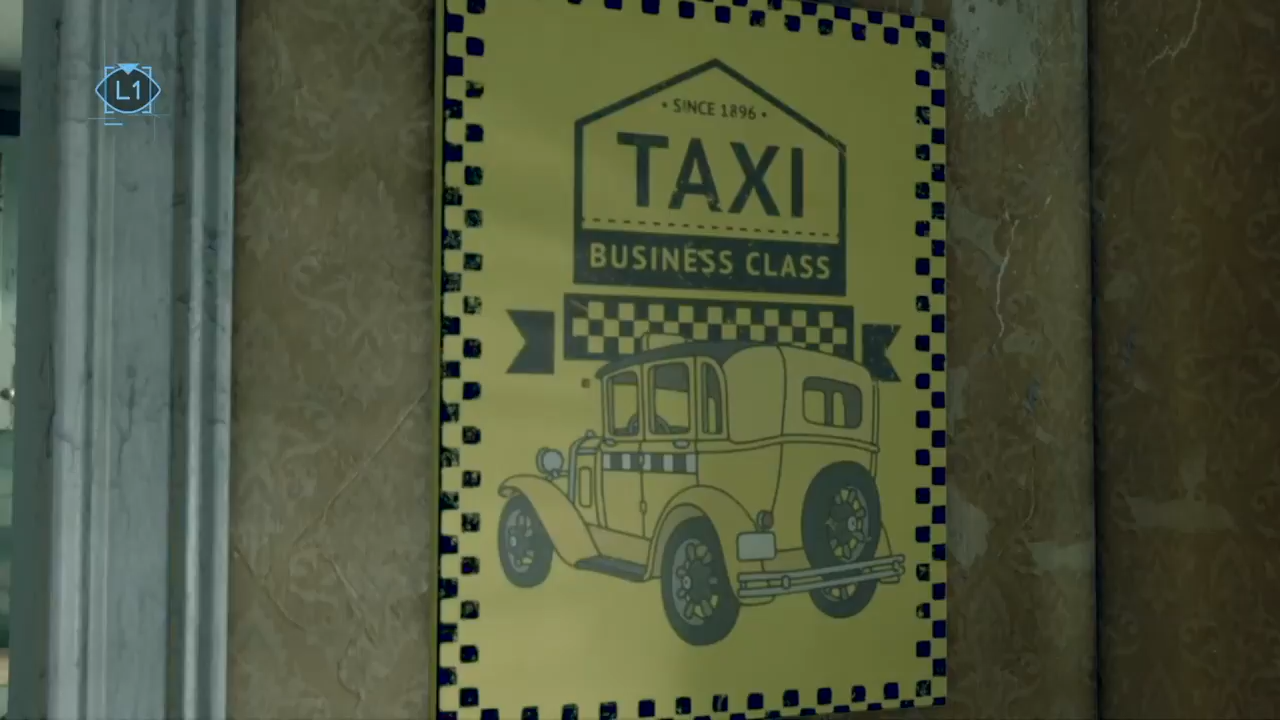 L1
• SINCE 1896 •
TAXI
BUSINESS CLASS